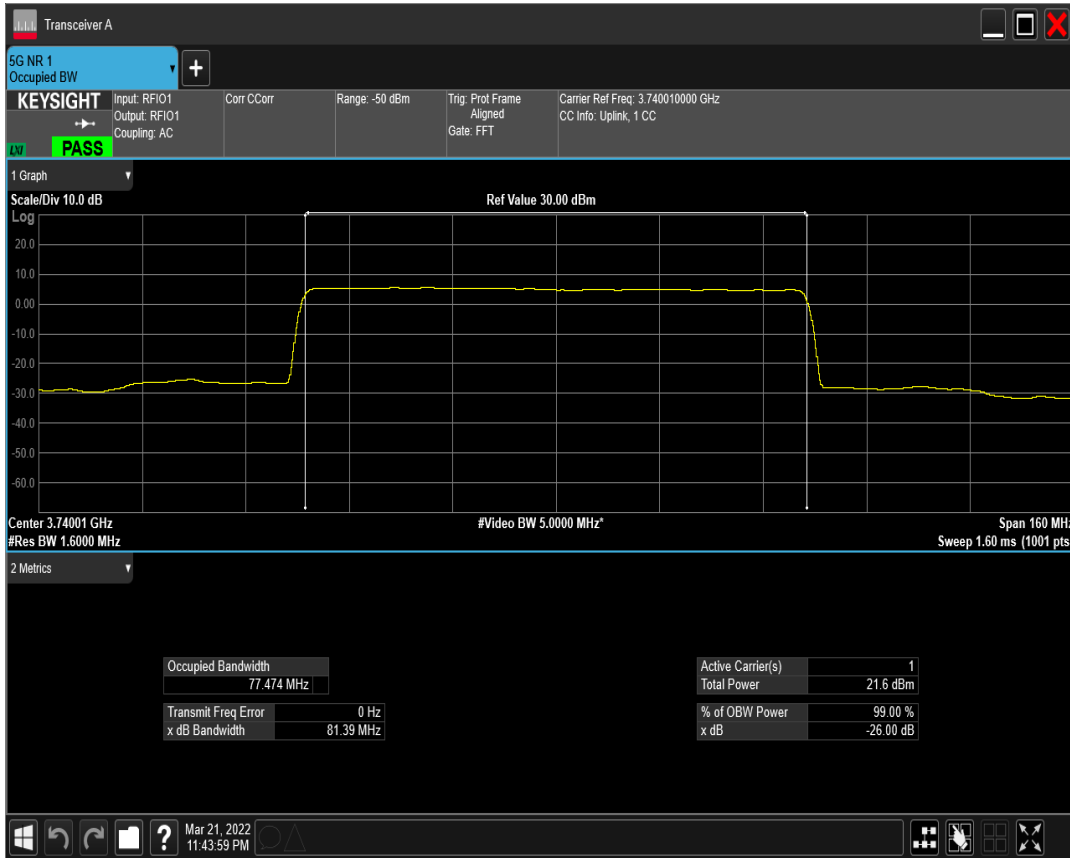 Transceiver A
5G NR 1
Occupied BW
+
KEYSIGHT
LXI
PASS
Input: RFIO1
Output: RFIO1
Coupling: AC
Corr CCorr
Range: -50 dBm
Trig: Prot Frame
Aligned
Gate: FFT
Carrier Ref Freq: 3.740010000 GHz
CC Info: Uplink, 1 CC
1 Graph
Scale/Div 10.0 dB
Ref Value 30.00 dBm
Log
20.0
10.0
0.00
-10.0
-20.0
-30.0
-40.0
-50.0
-60.0
Center 3.74001 GHz
#Video BW 5.0000 MHz*
Span 160 MHz
#Res BW 1.6000 MHz
Sweep 1.60 ms (1001 pts
2 Metrics
Occupied Bandwidth
77.474 MHz
Transmit Freq Error 0 Hz
x dB Bandwidth 81.39 MHz
Active Carrier(s) 1
Total Power 21.6 dBm
% of OBW Power 99.00 %
x dB -26.00 dB
?
Mar 21, 2022
11:43:59 PM